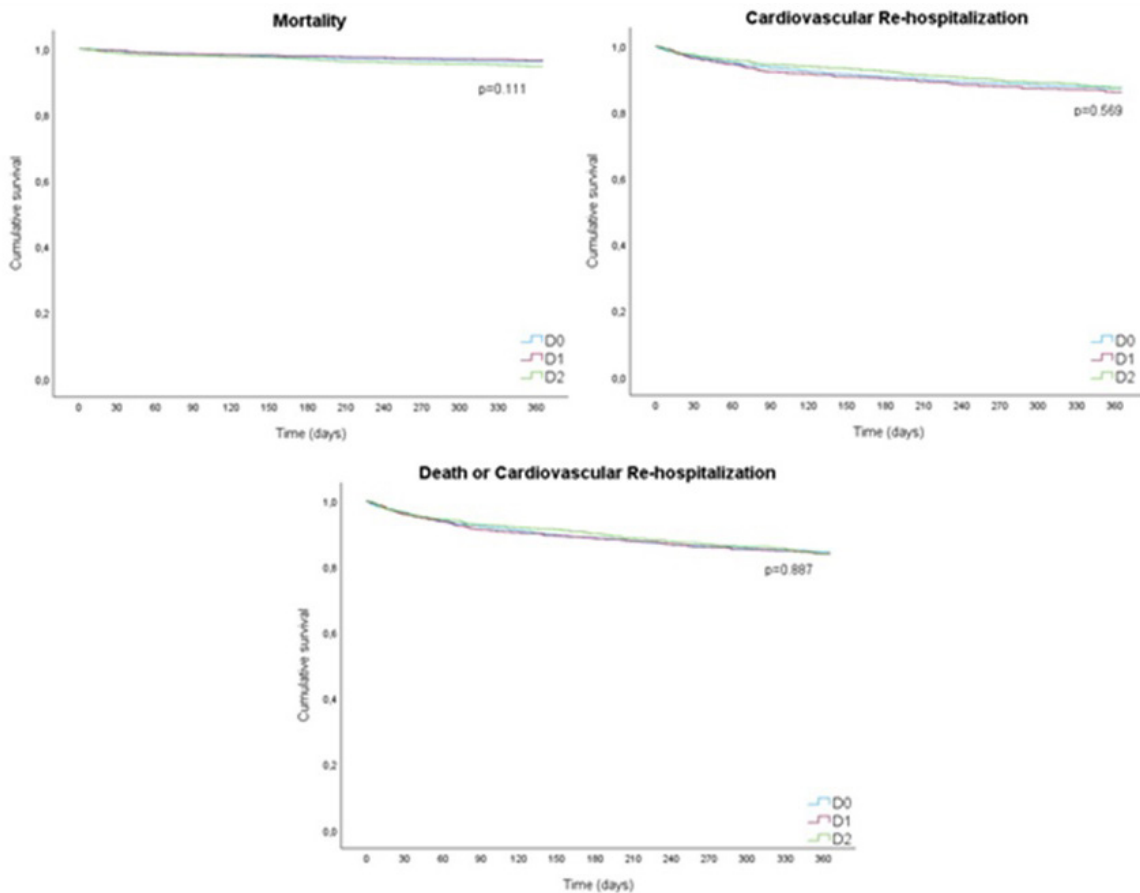 Mortality
1,0
0,8
0,6
0,4
0,2
0,0
Cumulative survival
p=0.111
D0
D1
D2
0 30 60 90 120 150 180 210 240 270 300 330 360
Time (days)
Cardiovascular Re-hospitalization
1,0
0,8
0,6
0,4
0,2
0,0
Cumulative survival
p=0.569
D0
D1
D2
0 30 60 90 120 150 180 210 240 270 300 330 360
Time (days)
Death or Cardiovascular Re-hospitalization
1,0
0,8
0,6
0,4
0,2
0,0
Cumulative survival
p=0.887
D0
D1
D2
0 30 60 90 120 150 180 210 240 270 300 330 360
Time (days)